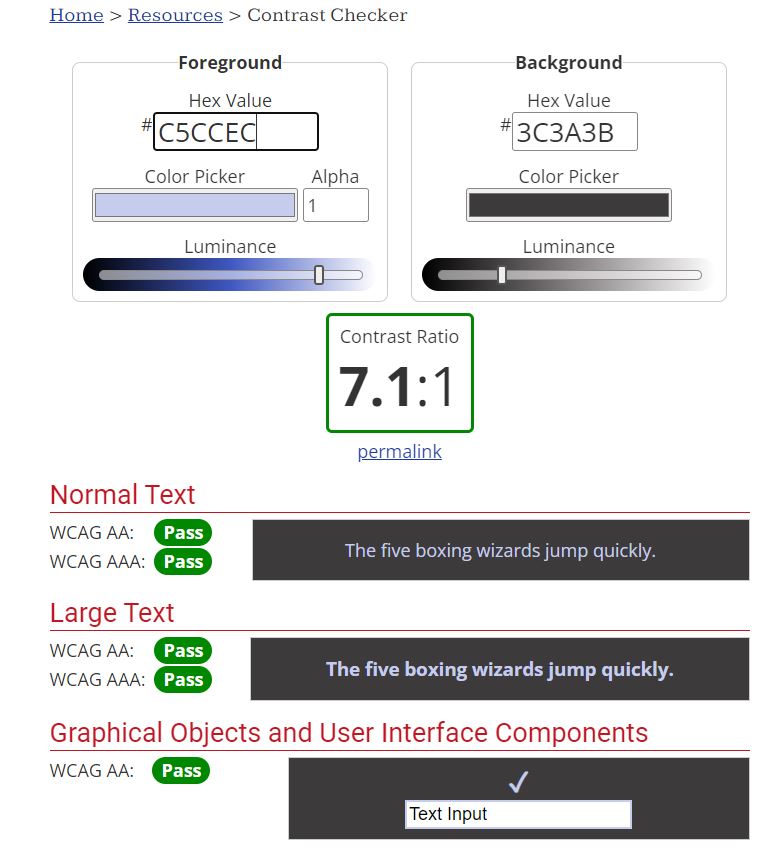 Home > Resources > Contrast Checker
Foreground
Hex Value
#C5CCEC
Color Picker Alpha
1
Luminance
Background
Hex Value
#3C3A3B
Color Picker
Luminance
Contrast Ratio
7.1:1
permalink
Normal Text
WCAG AA: Pass
WCAG AAA: Pass
The five boxing wizards jump quickly.
Large Text
WCAG AA: Pass
WCAG AAA: Pass
The five boxing wizards jump quickly.
Graphical Objects and User Interface Components
WCAG AA: Pass
✓
Text Input